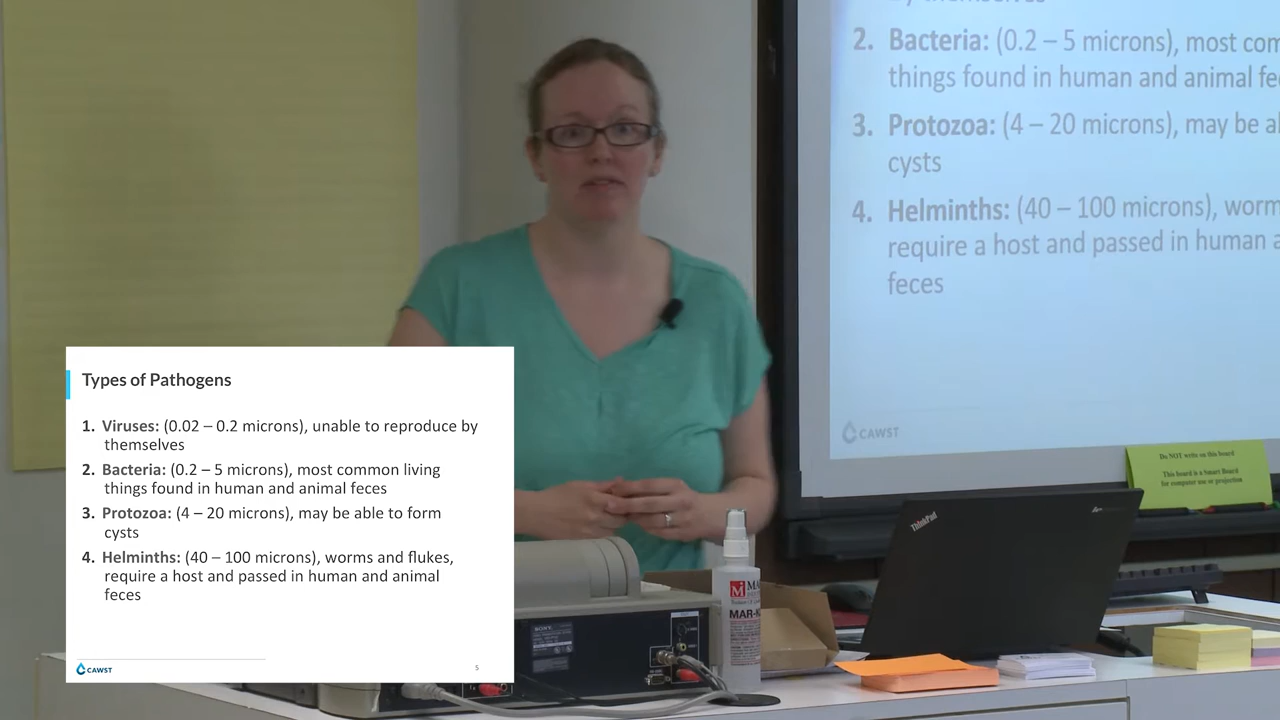 by themselves
2. Bacteria: (0.2 – 5 microns), most com
things found in human and animal fe
3. Protozoa: (4 – 20 microns), may be al
cysts
4. Helminths: (40 – 100 microns), worm
require a host and passed in human a
feces
CAWST
Do NOT write on this board
This board is a Smart Board
for computer use or projection
ThinkPad
Types of Pathogens
1. Viruses: (0.02 – 0.2 microns), unable to reproduce by
themselves
2. Bacteria: (0.2 – 5 microns), most common living
things found in human and animal feces
3. Protozoa: (4 – 20 microns), may be able to form
cysts
4. Helminths: (40 – 100 microns), worms and flukes,
require a host and passed in human and animal
feces
CAWST
5
SONY
MAR-K